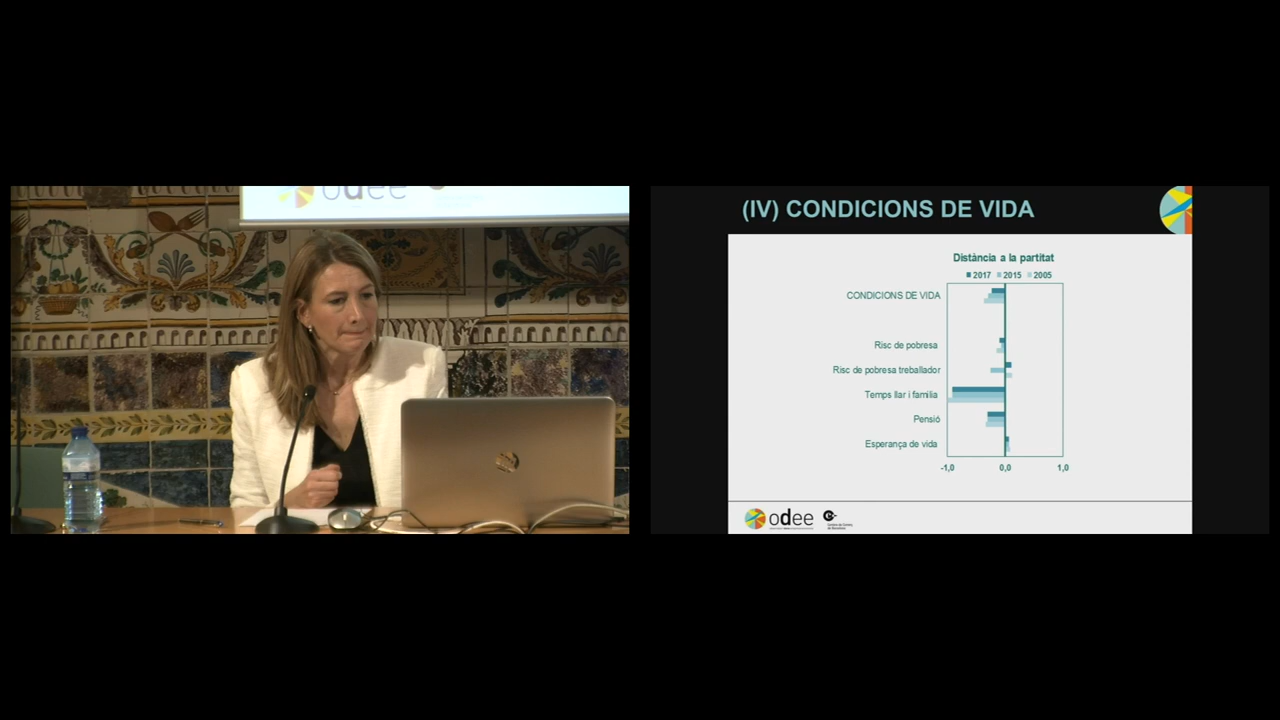 odee
(IV) CONDICIONS DE VIDA
Distància a la partitat
2017 2015 2005
CONDICIONS DE VIDA
Risc de pobresa
Risc de pobresa treballador
Temps llar i família
Pensió
Esperança de vida
-1,0 0,0 1,0
odee